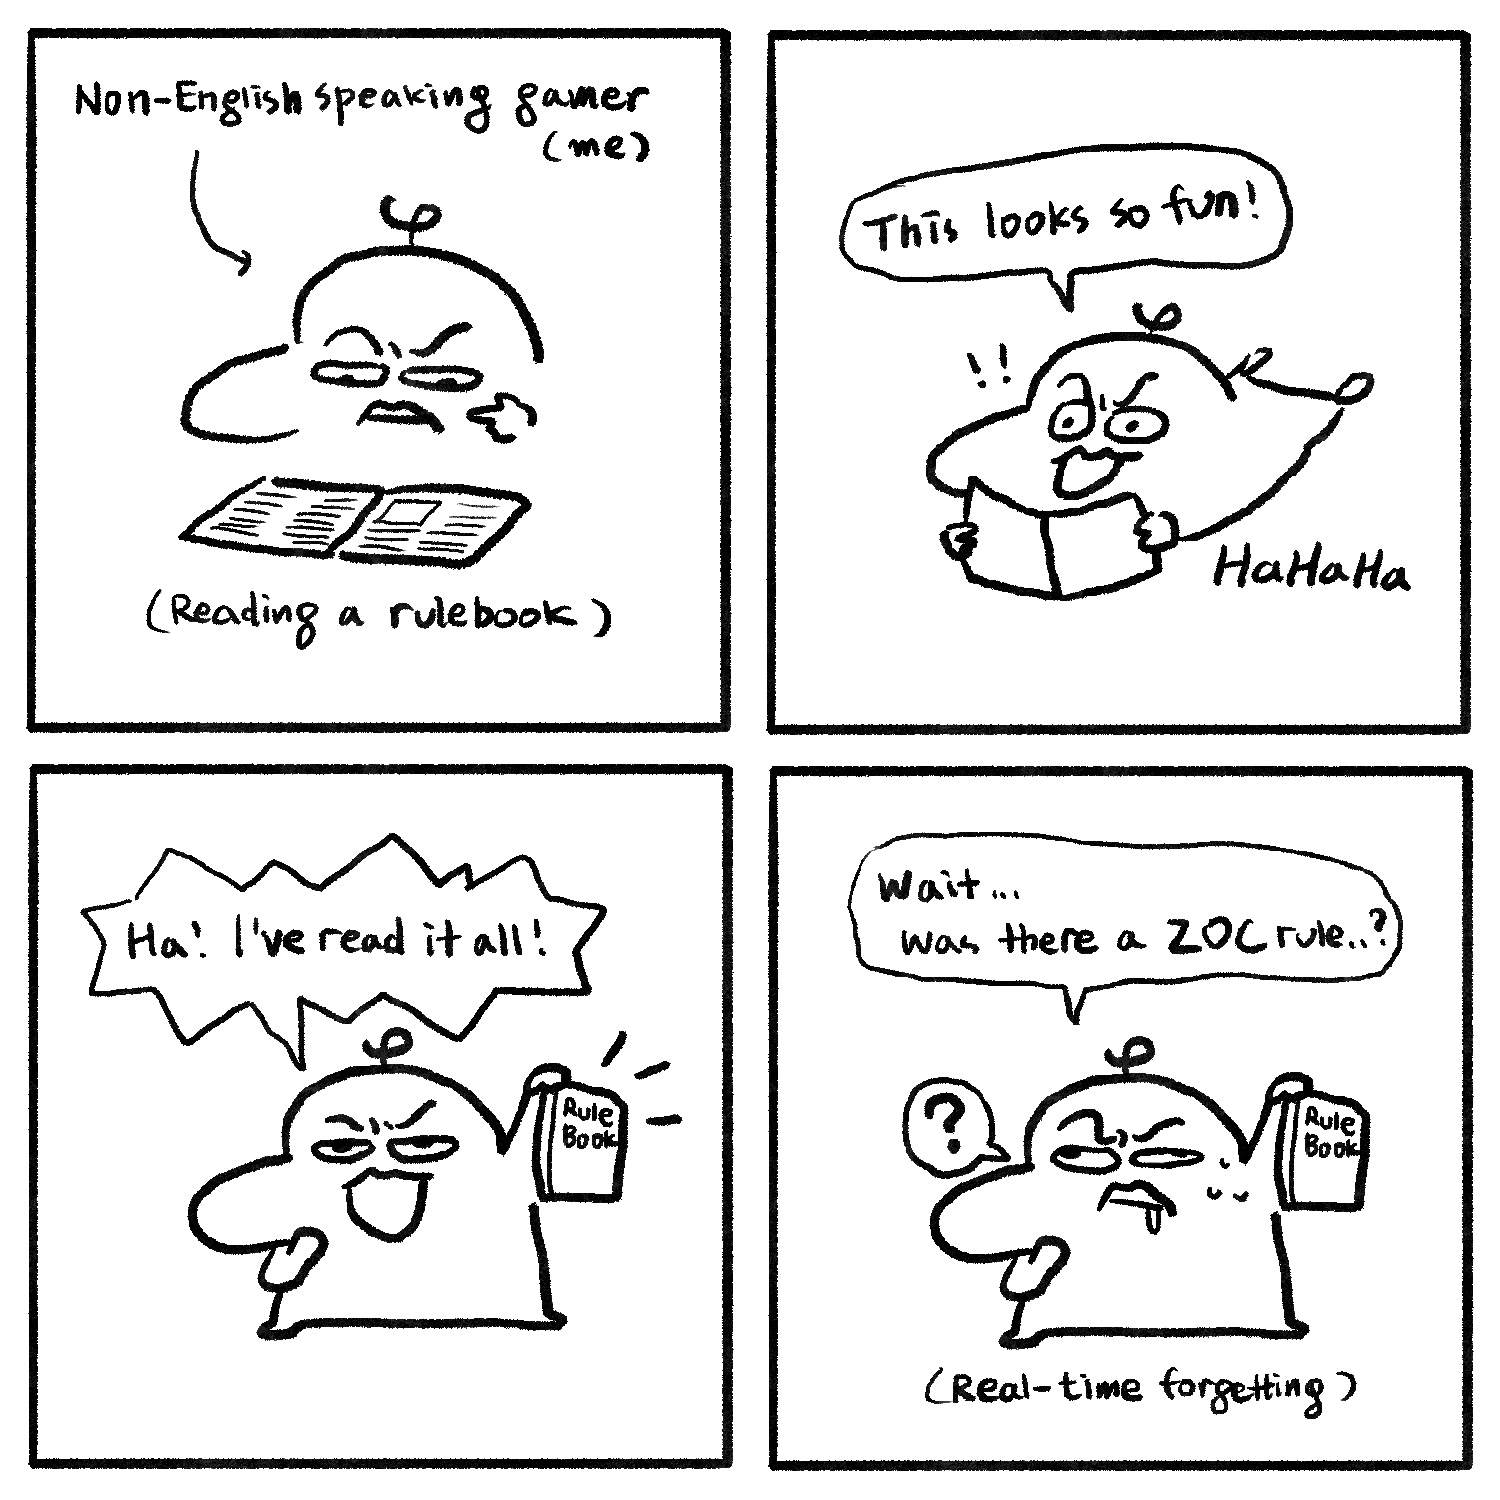 Non-English speaking gamer
(me)
(Reading a rulebook)
This looks so fun!
!!
HaHaHa
Ha! I've read it all!
Rule
Book
Wait...
was there a ZOC rule..?
?
Rule
Book
(Real-time forgetting)